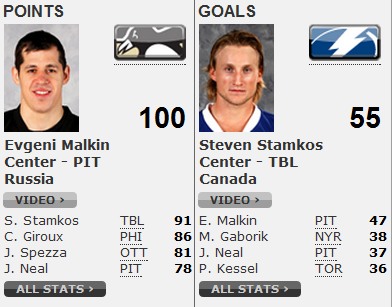 POINTS
100
Evgeni Malkin
Center - PIT
Russia
VIDEO ›
S. Stamkos TBL 91
C. Giroux PHI 86
J. Spezza OTT 81
J. Neal PIT 78
ALL STATS ›
GOALS
55
Steven Stamkos
Center - TBL
Canada
VIDEO ›
E. Malkin PIT 47
M. Gaborik NYR 38
J. Neal PIT 37
P. Kessel TOR 36
ALL STATS ›